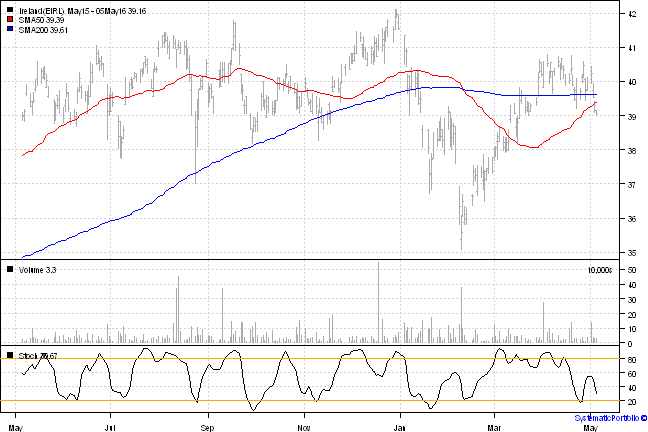 Ireland(EIRL), May15 - 05May16 39.16
SMA50 39.39
SMA200 39.61
42
41
40
39
38
37
36
35
Volume 3.3
10,000s
50
40
30
20
10
0
Stoch
80
60
40
20
May Jul Sep Nov Jan Mar May
SystematicPortfolio ©